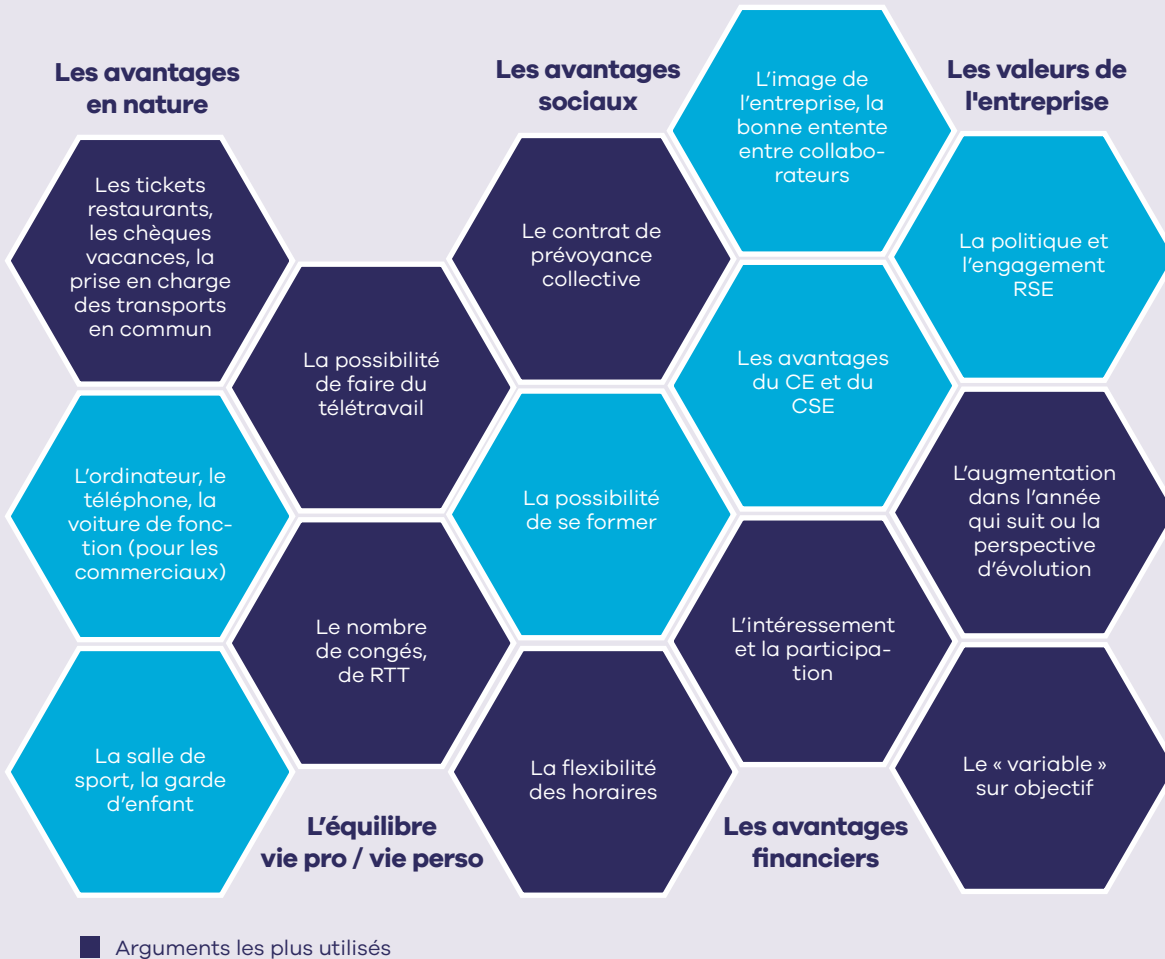 Les avantages
en nature
Les tickets
restaurants,
les chèques
vacances, la
prise en charge
des transports
en commun
L’ordinateur, le
téléphone, la
voiture de fonc-
tion (pour les
commerciaux)
La salle de
sport, la garde
d’enfant
La possibilité
de faire du
télétravail
Le nombre
de congés,
de RTT
L’équilibre
vie pro / vie perso
Les avantages
sociaux
Le contrat de
prévoyance
collective
La possibilité
de se former
La flexibilité
des horaires
L’image de
l’entreprise, la
bonne entente
entre collabo-
rateurs
Les avantages
du CE et du
CSE
L’intéressement
et la participa-
tion
Les avantages
financiers
Les valeurs de
l'entreprise
La politique et
l’engagement
RSE
L’augmentation
dans l’année
qui suit ou la
perspective
d’évolution
Le « variable »
sur objectif
Arguments les plus utilisés